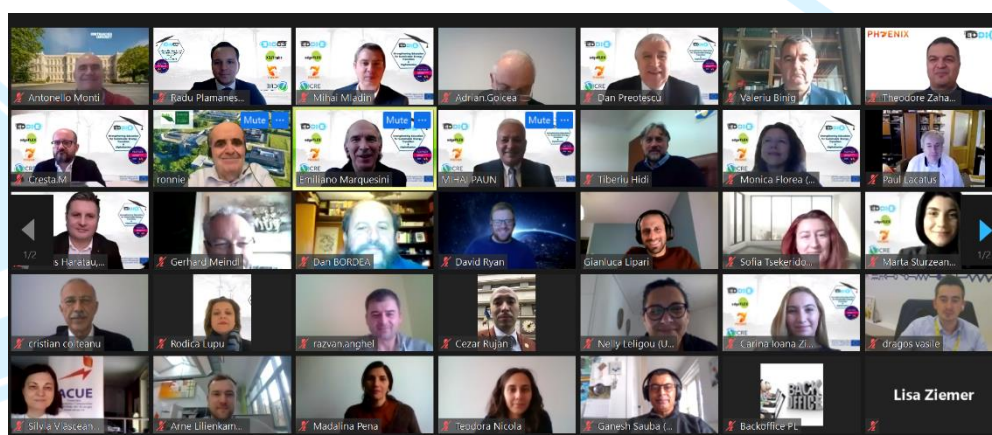 Antonello Monti
Radu Plamanes...
Mihai Mladin
Adrian.Golcea
Dan Preotescu
Valeriu Binig
PHOENIX
Theodore Zaha...
Cresta.M
Mute ...
ronnie
Mute ...
Emiliano Marquesini
Mute ...
MIHAI PAUN
Tiberiu Hidi
Monica Florea (...
Paul Lacatus
1/2
s Haratau,...
Gerhard Meindl
Dan BORDEA
David Ryan
Gianluca Lipari
Sofia Tsekerido...
Marta Sturzean...
1/2
cristian colteanu
Rodica Lupu
razvan.anghel
Cezar Rujan
Nelly Leligou (U...
Carina Ioana Zi...
dragos vasile
ACUE
Silvia Vlăscean...
Arne Lilienkam...
Madalina Pena
Teodora Nicola
Ganesh Sauba (...
BACK
OFFICE
Backoffice PL
Lisa Ziemer